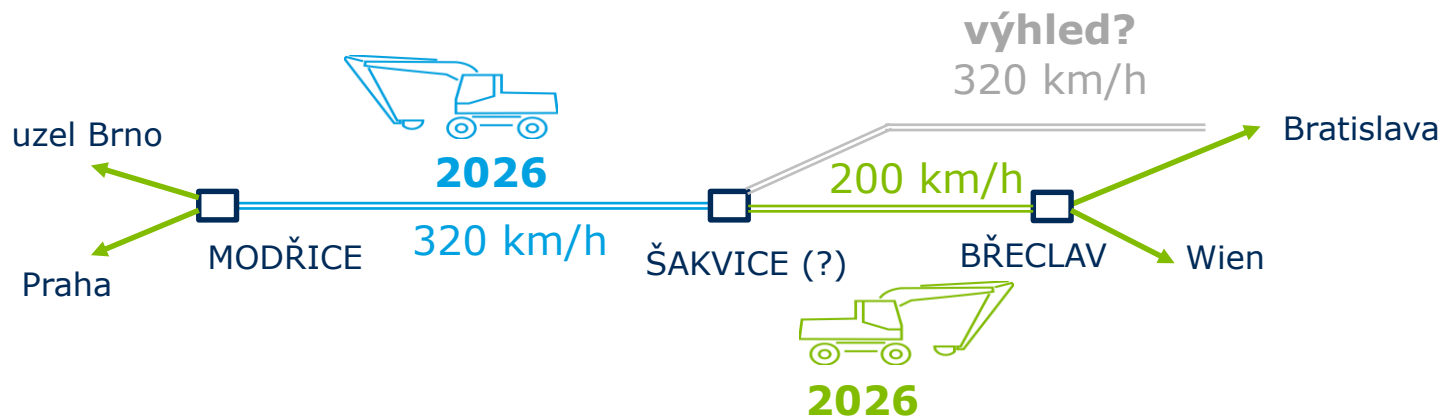 výhled?
320 km/h
uzel Brno
Bratislava
2026
200 km/h
320 km/h
MODŘICE
ŠAKVICE (?)
BŘECLAV
Wien
Praha
2026